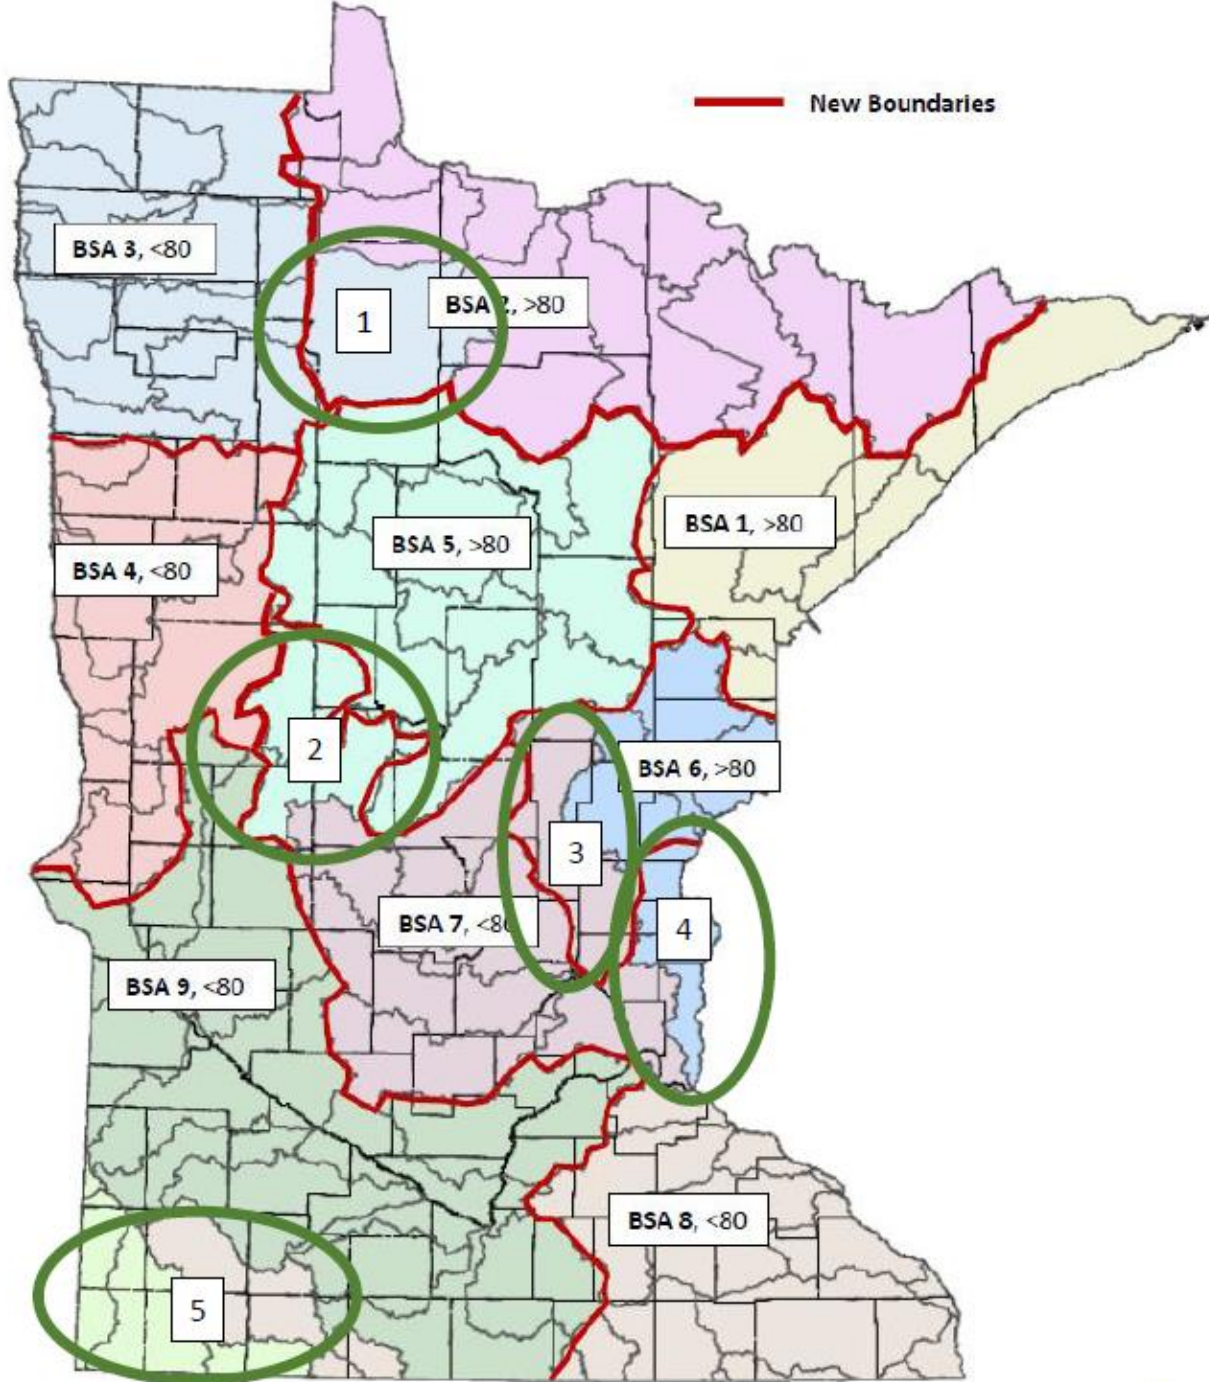 New Boundaries
BSA 3, <80
1
BSA 2, >80
BSA 1, >80
BSA 5, >80
BSA 4, <80
2
BSA 6, >80
3
BSA 7, <80
4
BSA 9, <80
BSA 8, <80
5